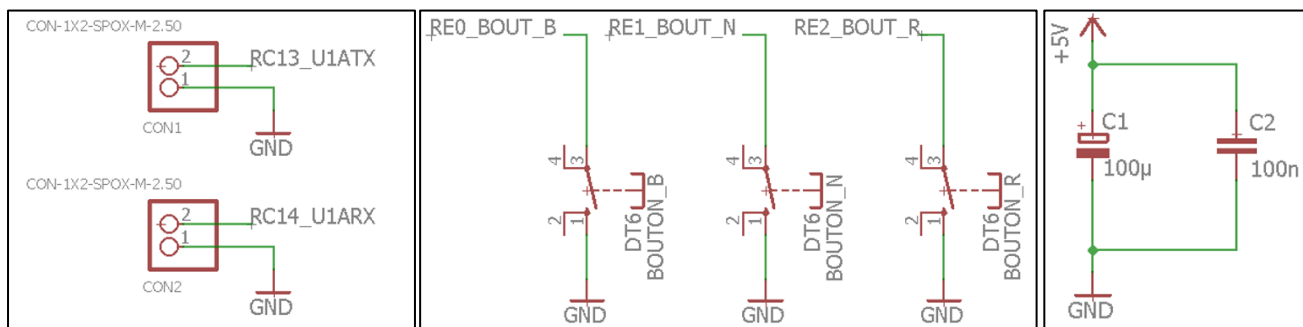 CON-1X2-SPOX-M-2.50
2
RC13_U1ATX
1
CON1
GND
CON-1X2-SPOX-M-2.50
2
RC14_U1ARX
1
CON2
GND
RE0_BOUT_B
4
3
2
1
DT6
BOUTON_B
GND
RE1_BOUT_N
4
3
2
1
DT6
BOUTON_N
GND
RE2_BOUT_R
4
3
2
1
DT6
BOUTON_R
GND
+5V
+
C1
100µ
+
C2
100n
GND